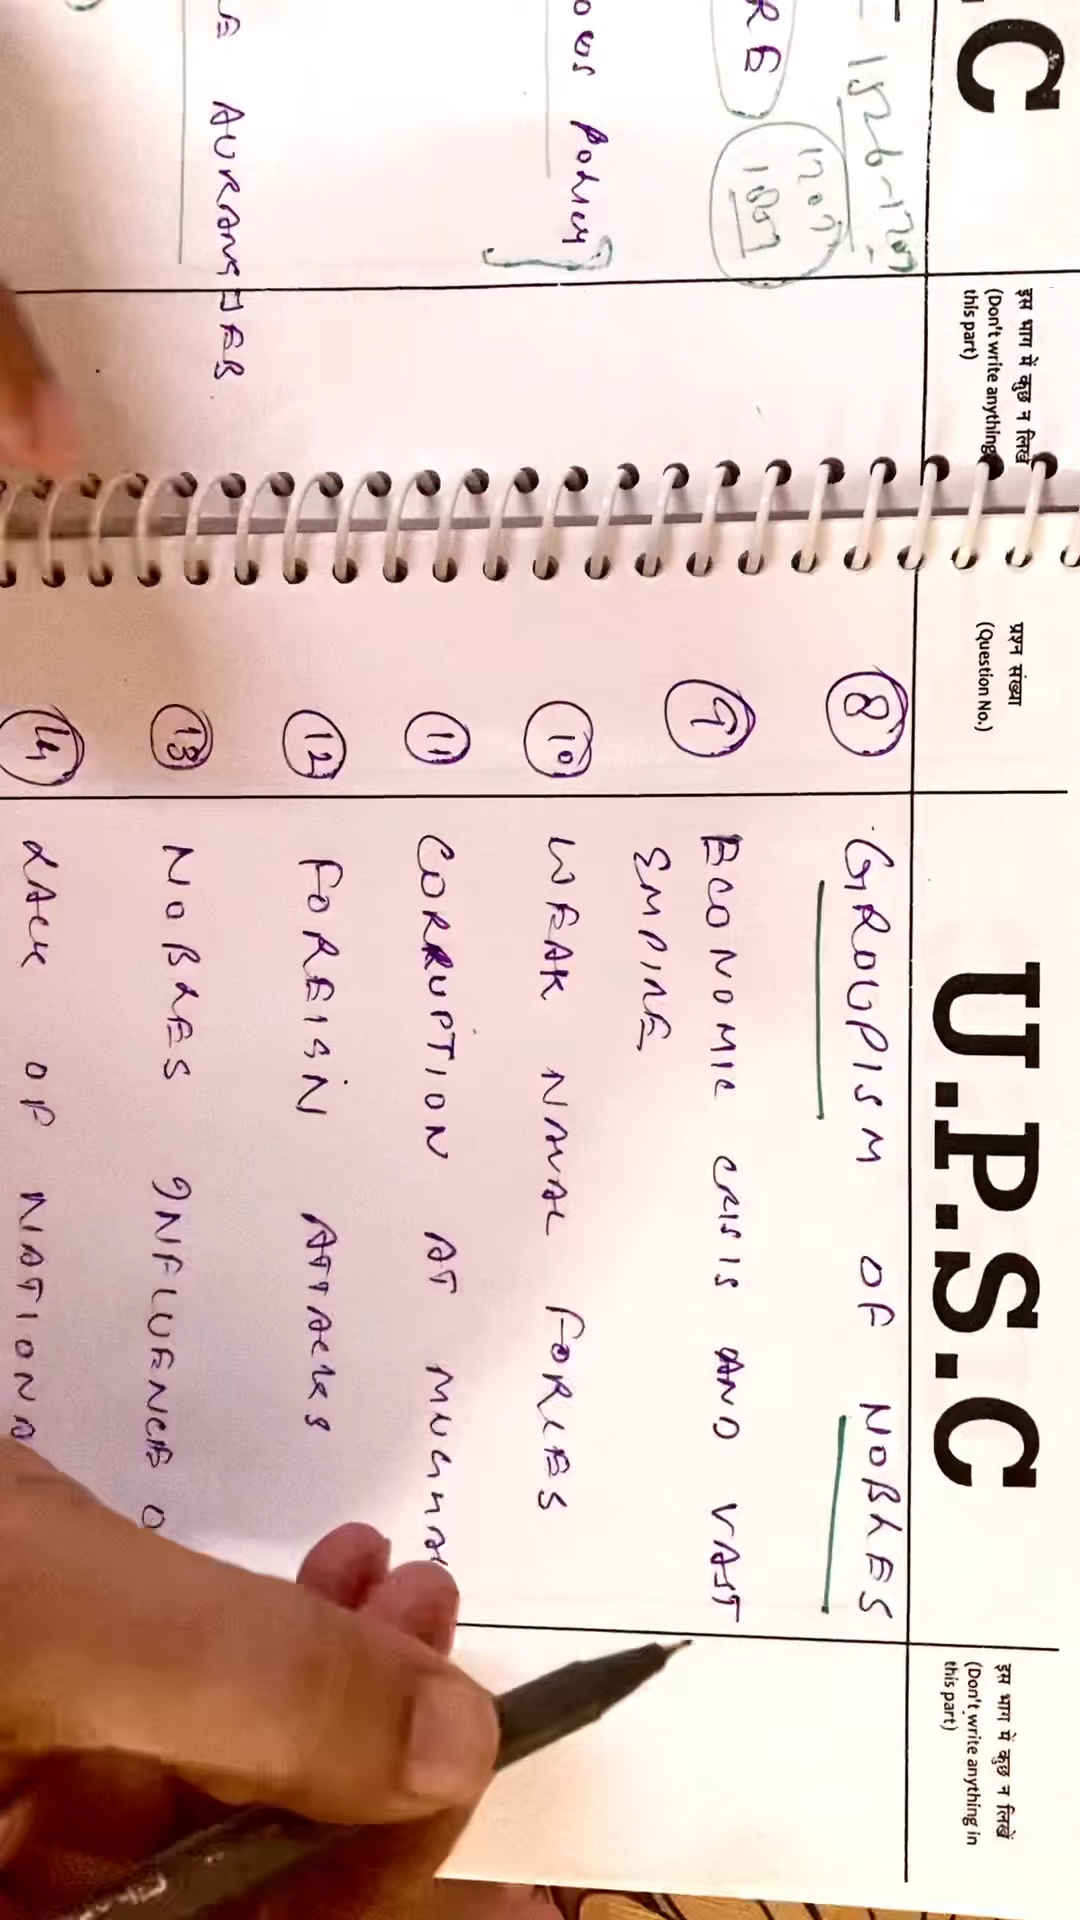 .C
1526-1707
RE
1707
1857
ous Policy
E AURANGZEB
इस भाग में कुछ न लिखें
(Don't write anything
this part)
प्रश्न संख्या
(Question No.)
U.P.S.C
इस भाग में कुछ न लिखें
(Don't write anything in
this part)
8 GROUPISM OF NOBLES
9 ECONOMIC CRISIS AND VAST
EMPIRE
10 WEAK NAVAL FORCES
11 CORRUPTION AT MUGHAL
12 FOREIGN ATTACKS
13 NOBLES INFLUENCE O
14 LACK OF NATIONA